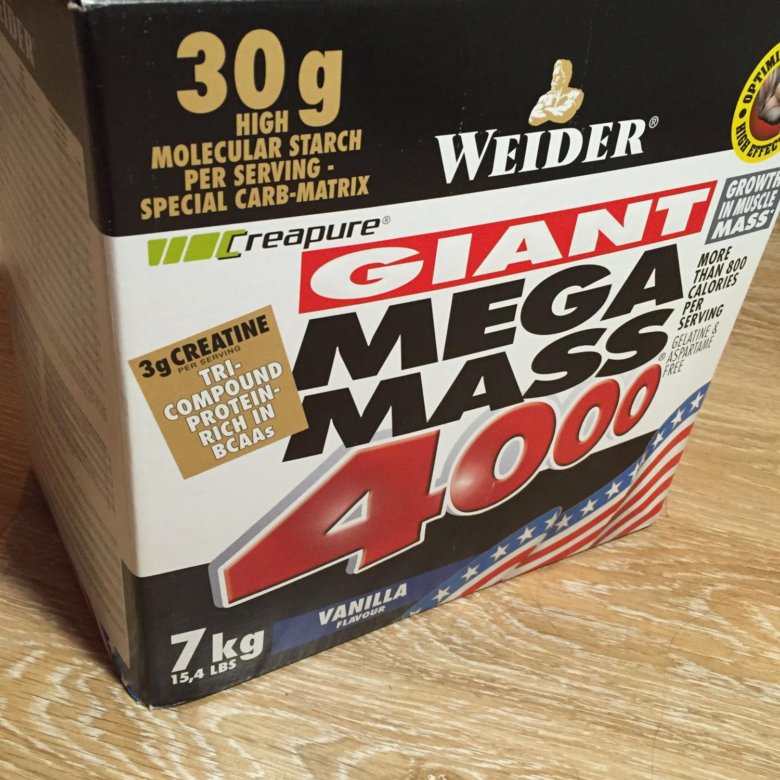 30 g
HIGH
MOLECULAR STARCH
PER SERVING -
SPECIAL CARB-MATRIX
WEIDER®
Creapure®
GIANT
MEGA
MASS®
4000
GROWTH
IN MUSCLE
MASS
MORE
THAN 800
CALORIES
PER
SERVING
GELATINE &
ASPARTAME
FREE
3g CREATINE
PER SERVING
TRI-
COMPOUND
PROTEIN-
RICH IN
BCAAs
VANILLA
FLAVOUR
7 kg
15,4 LBS